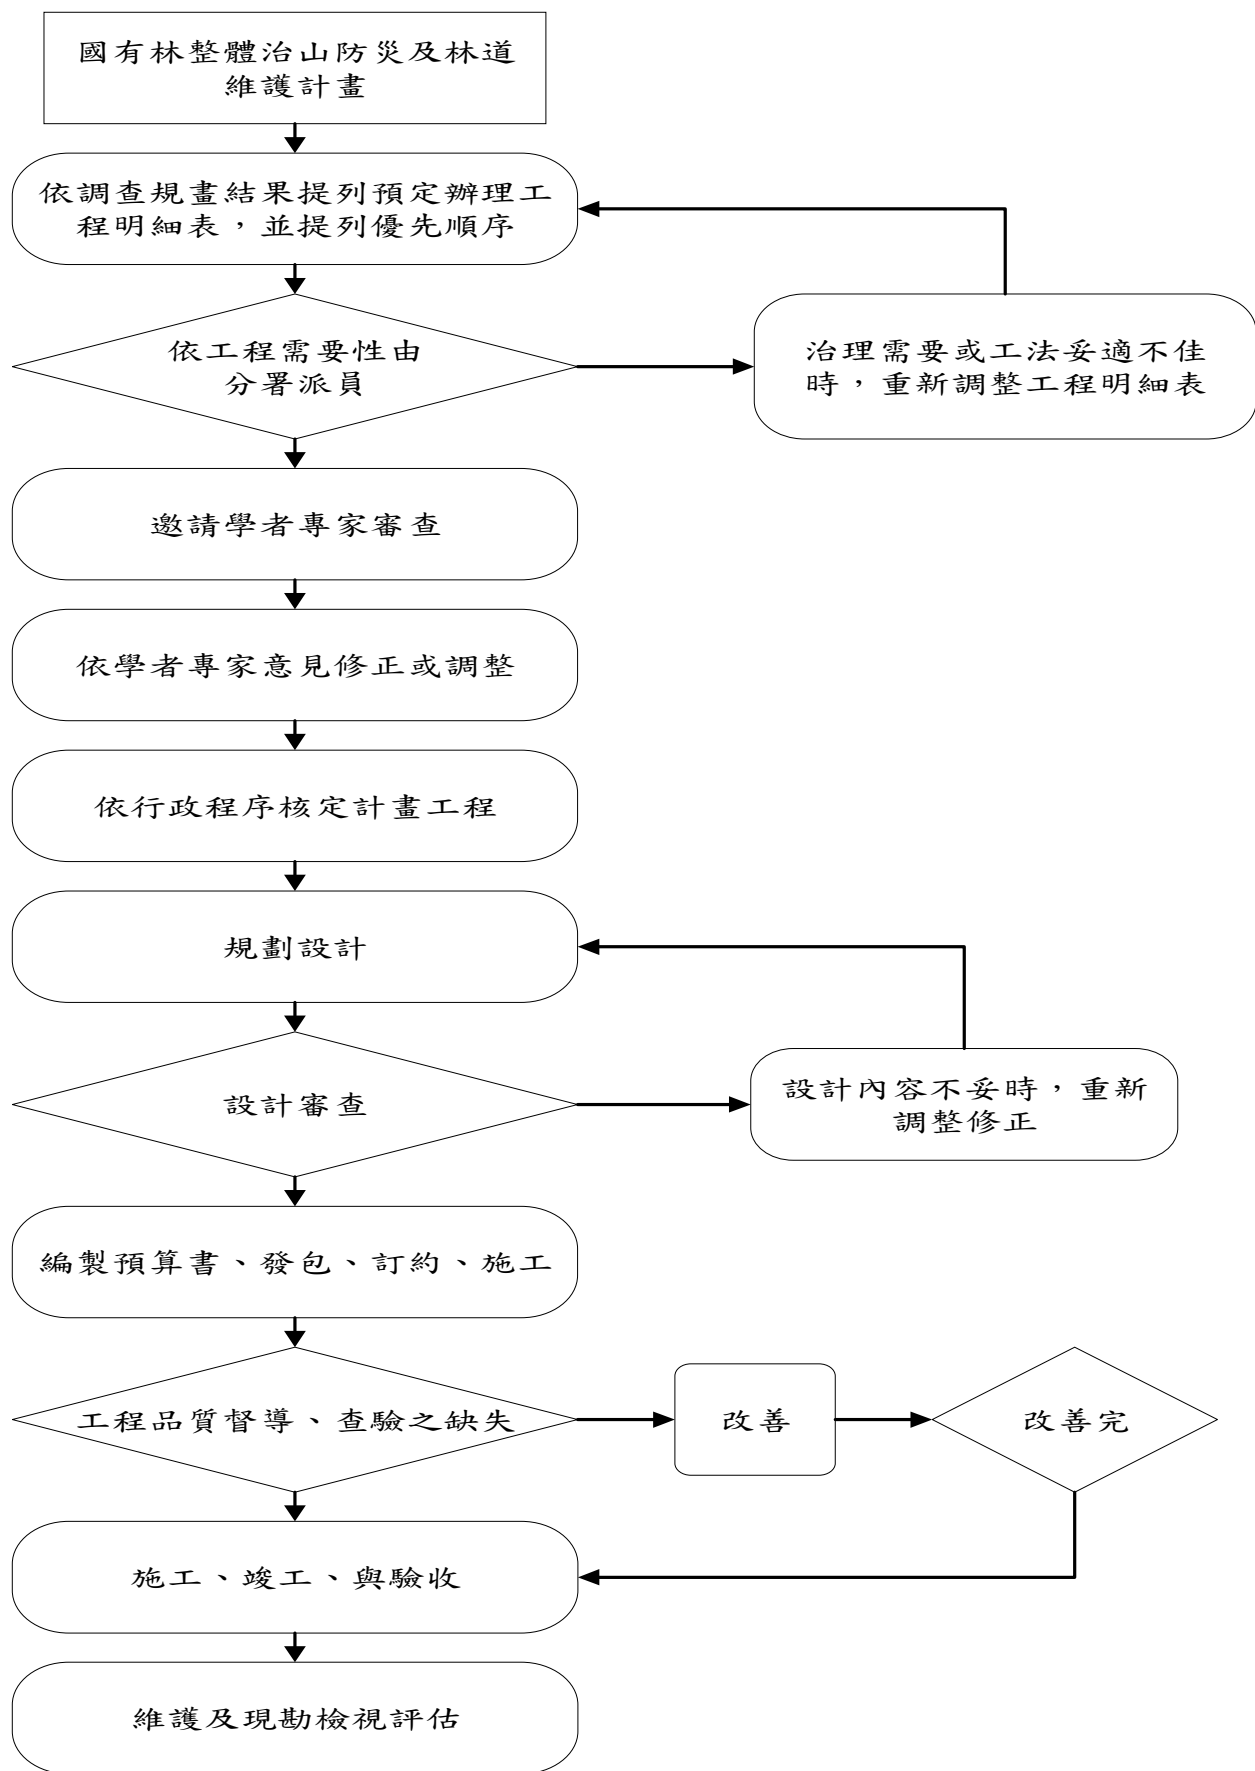 國有林整體治山防災及林道
維護計畫
依調查規畫結果提列預定辦理工
程明細表，並提列優先順序
依工程需要性由
分署派員
治理需要或工法妥適不佳
時，重新調整工程明細表
邀請學者專家審查
依學者專家意見修正或調整
依行政程序核定計畫工程
規劃設計
設計審查
設計內容不妥時，重新
調整修正
編製預算書、發包、訂約、施工
工程品質督導、查驗之缺失
改善
改善完
施工、竣工、與驗收
維護及現勘檢視評估